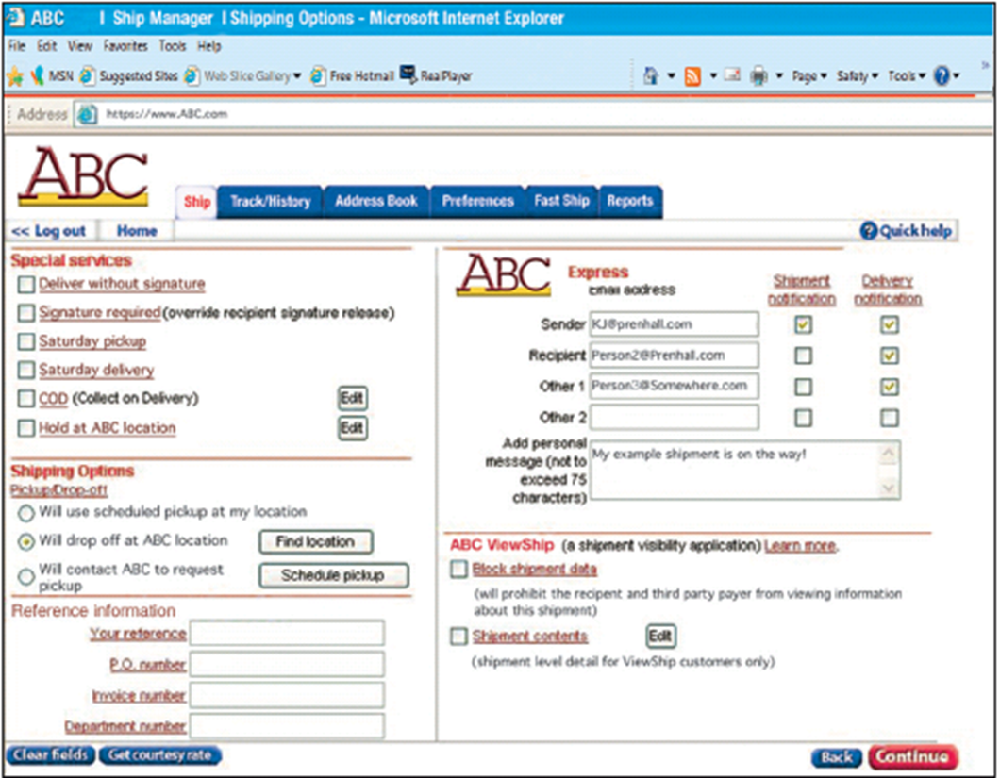 ABC | Ship Manager | Shipping Options - Microsoft Internet Explorer
File Edit View Favorites Tools Help
MSN Suggested Sites Web Slice Gallery Free Hotmail RealPlayer
Page Safety Tools
Address https://www.ABC.com
ABC
Ship Track/History Address Book Preferences Fast Ship Reports
<< Log out Home Quick help
Special services
Deliver without signature
Signature required (override recipient signature release)
Saturday pickup
Saturday delivery
COD (Collect on Delivery) Edit
Hold at ABC location Edit
Shipping Options
Pickup/Drop-off
Will use scheduled pickup at my location
Will drop off at ABC location Find location
Will contact ABC to request
pickup
Schedule pickup
Reference information
Your reference
P.O. number
Invoice number
Department number
ABC Express
Email address
Shipment
notification
Delivery
notification
Sender KJ@prenhall.com
Recipient Person2@Prenhall.com
Other 1 Person3@Somewhere.com
Other 2
Add personal
message (not to
exceed 75
characters)
My example shipment is on the way!
ABC ViewShip (a shipment visibility application) Learn more.
Block shipment data
(will prohibit the recipent and third party payer from viewing information
about this shipment)
Shipment contents Edit
(shipment level detail for ViewShip customers only)
Clear fields Get courtesy rate Back Continue